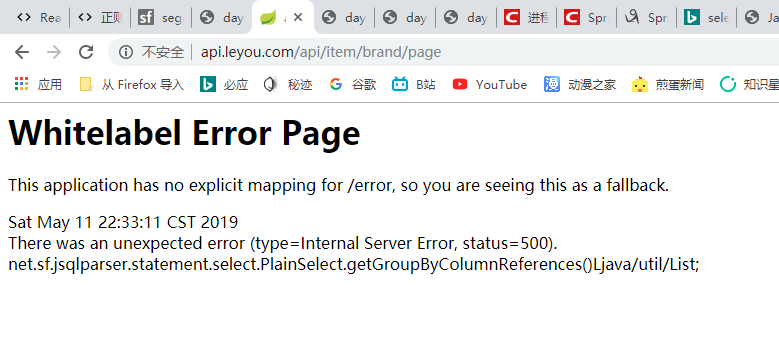 Rea 正则 seg day a day day day 进程 Spr Spr sele Ja
不安全 api.leyou.com/api/item/brand/page
应用 从 Firefox 导入 必应 秘迹 谷歌 B站 YouTube 动漫之家 煎蛋新闻 知识星
Whitelabel Error Page
This application has no explicit mapping for /error, so you are seeing this as a fallback.
Sat May 11 22:33:11 CST 2019
There was an unexpected error (type=Internal Server Error, status=500).
net.sf.jsqlparser.statement.select.PlainSelect.getGroupByColumnReferences()Ljava/util/List;